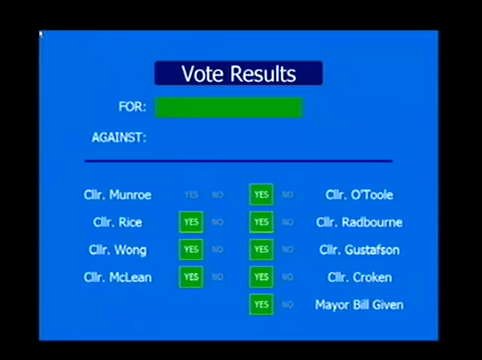 Vote Results
FOR:
AGAINST:
Cllr. Munroe YES NO YES NO Cllr. O'Toole
Cllr. Rice YES NO YES NO Cllr. Radbourne
Cllr. Wong YES NO YES NO Cllr. Gustafson
Cllr. McLean YES NO YES NO Cllr. Croken
YES NO Mayor Bill Given